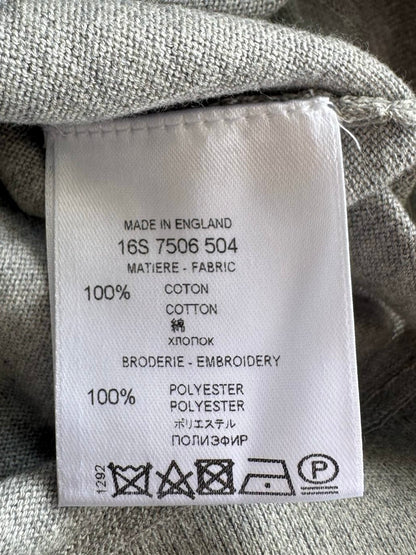 MADE IN ENGLAND
16S 7506 504
MATIERE - FABRIC
100% COTON
COTTON
綿
ХЛОПОК
BRODERIE - EMBROIDERY
100% POLYESTER
POLYESTER
ポリエステル
ПОЛИЭФИР
1292
P